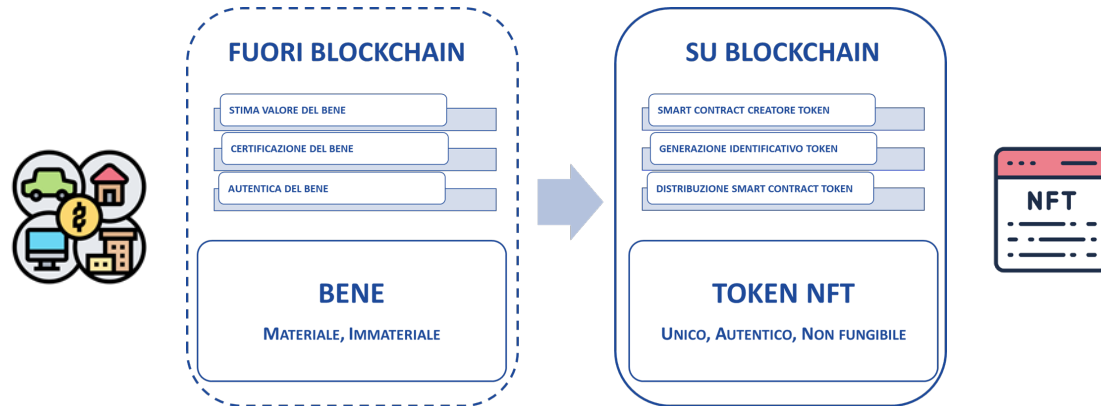 FUORI BLOCKCHAIN
STIMA VALORE DEL BENE
CERTIFICAZIONE DEL BENE
AUTENTICA DEL BENE
BENE
MATERIALE, IMMATERIALE
SU BLOCKCHAIN
SMART CONTRACT CREATORE TOKEN
GENERAZIONE IDENTIFICATIVO TOKEN
DISTRIBUZIONE SMART CONTRACT TOKEN
TOKEN NFT
UNICO, AUTENTICO, NON FUNGIBILE
NFT